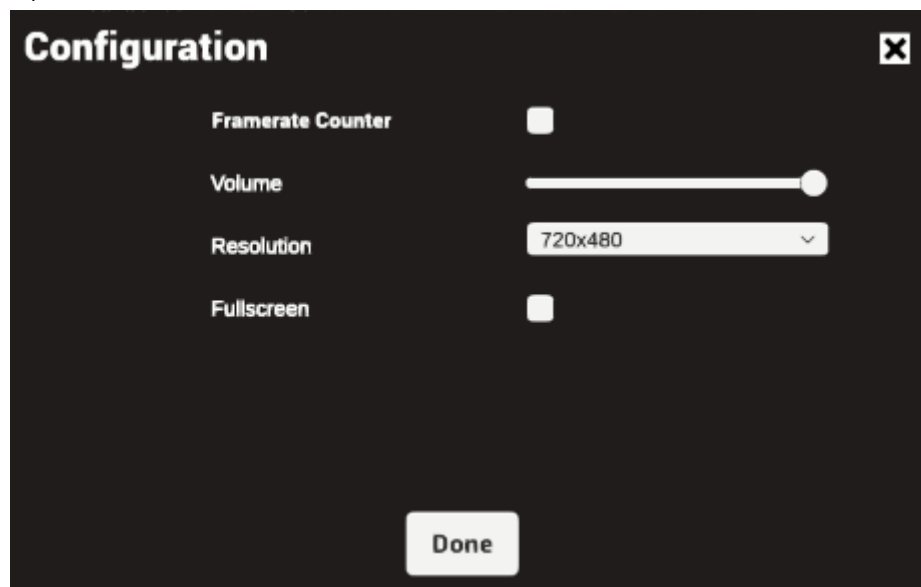 Configuration
Framerate Counter
Volume
Resolution 720x480
Fullscreen
Done